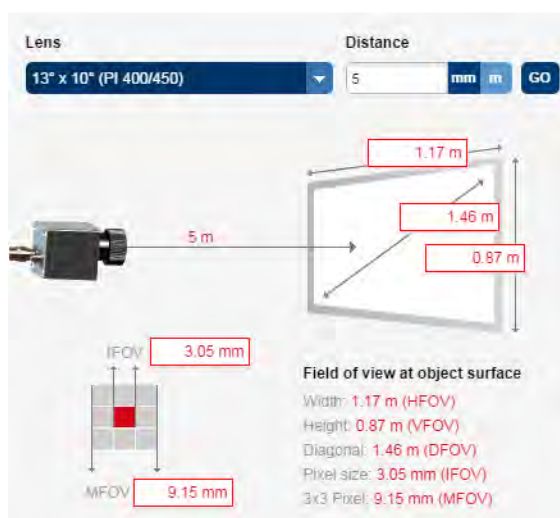 Lens
Distance
13° x 10° (PI 400/450)
5
mm
m
GO
1.17 m
1.46 m
5 m
0.87 m
IFOV
3.05 mm
MFOV
9.15 mm
Field of view at object surface
Width: 1.17 m (HFOV)
Height: 0.87 m (VFOV)
Diagonal: 1.46 m (DFOV)
Pixel size: 3.05 mm (IFOV)
3x3 Pixel: 9.15 mm (MFOV)